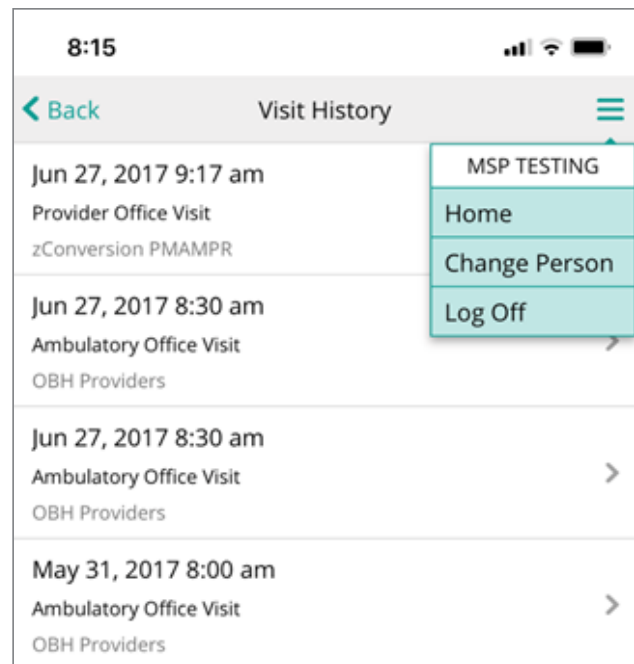 8:15
Back
Visit History
MSP TESTING
Home
Change Person
Log Off
Jun 27, 2017 9:17 am
Provider Office Visit
zConversion PMAMPR
Jun 27, 2017 8:30 am
Ambulatory Office Visit
OBH Providers
Jun 27, 2017 8:30 am
Ambulatory Office Visit
OBH Providers
May 31, 2017 8:00 am
Ambulatory Office Visit
OBH Providers